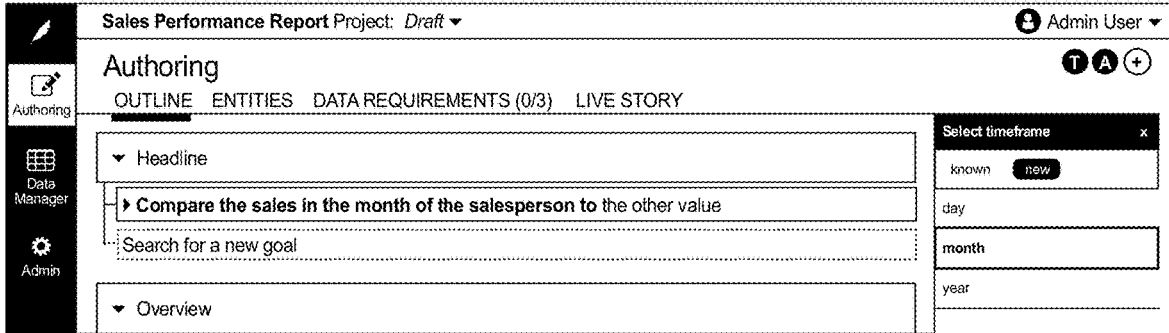 Sales Performance Report Project: Draft
Admin User
Authoring
T A +
OUTLINE ENTITIES DATA REQUIREMENTS (0/3) LIVE STORY
Authoring
Data
Manager
Admin
Headline
Compare the sales in the month of the salesperson to the other value
Search for a new goal
Overview
Select timeframe x
known new
day
month
year